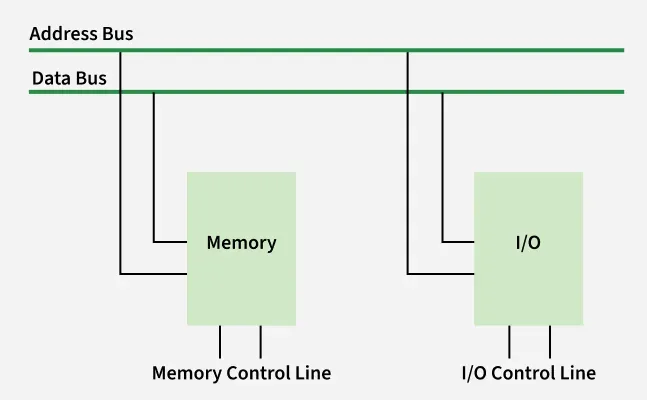 Address Bus
Data Bus
Memory
I/O
Memory Control Line
I/O Control Line